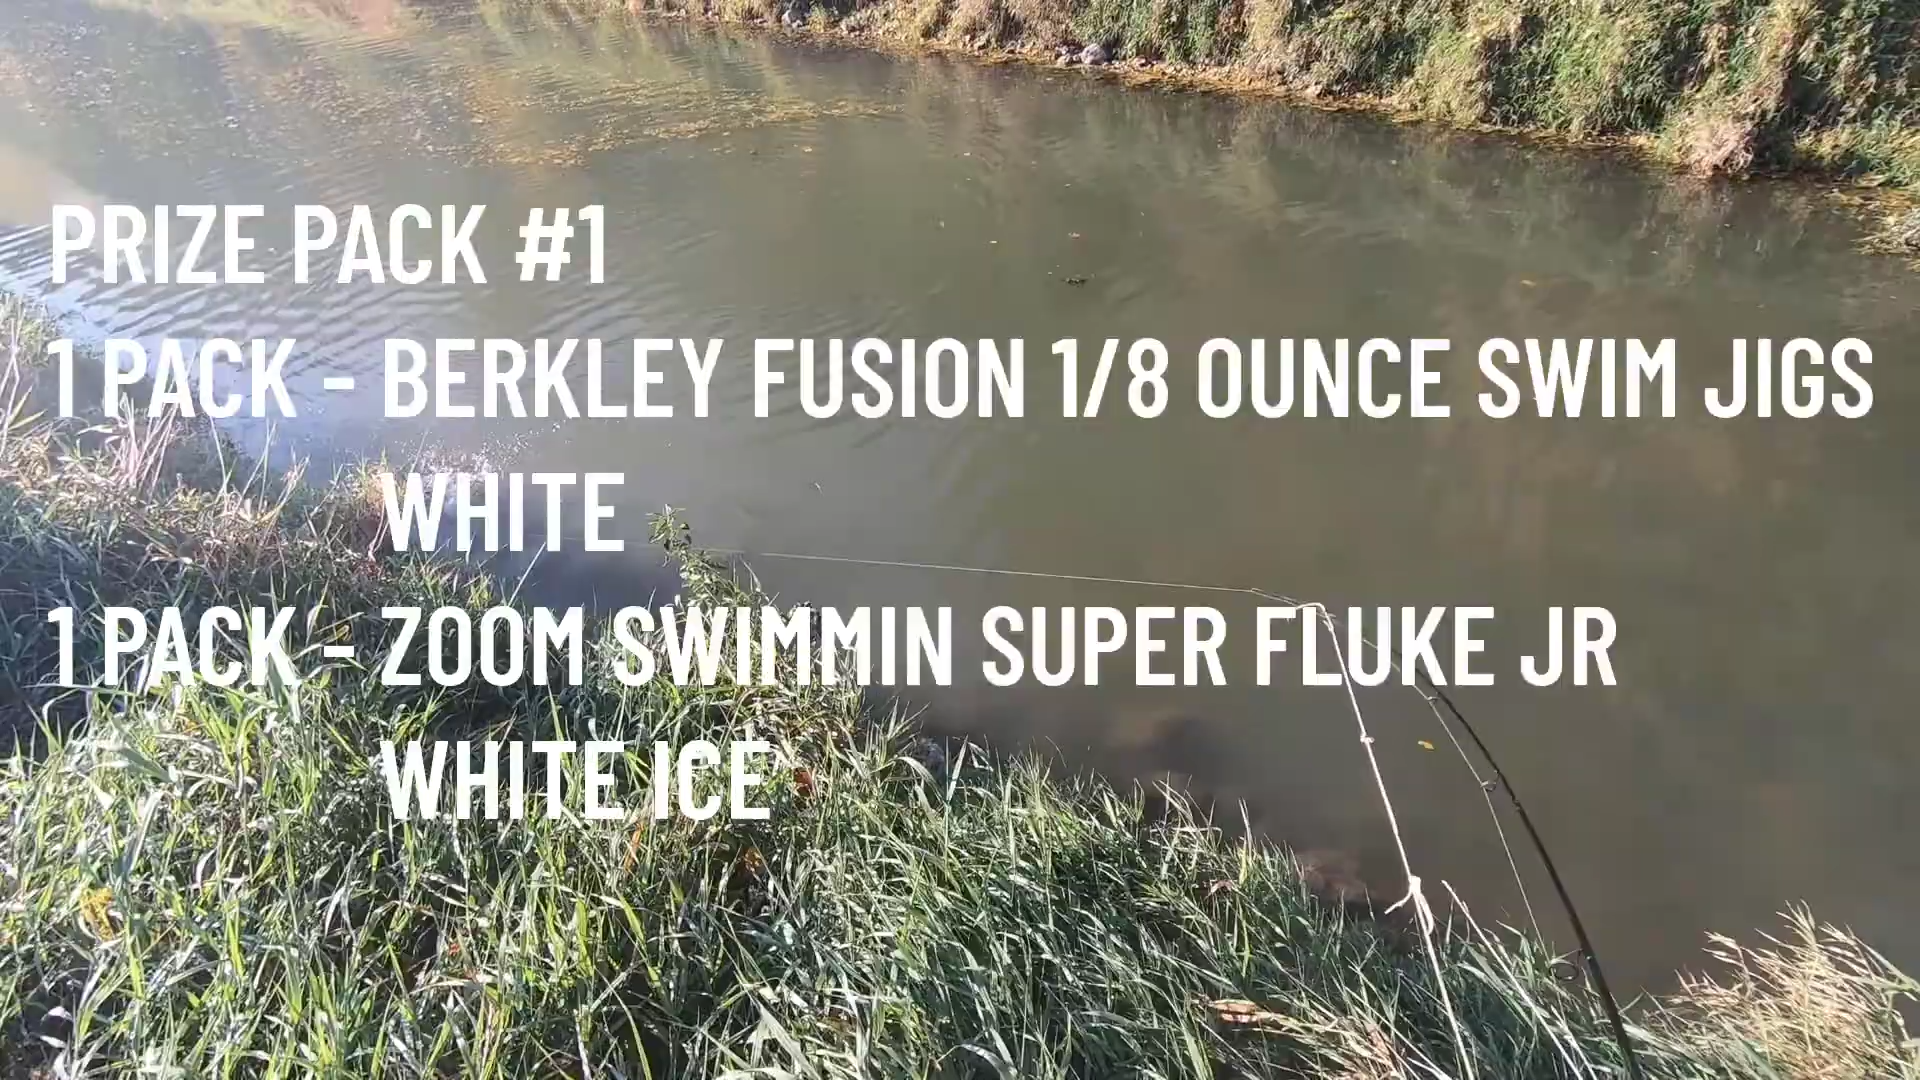 PRIZE PACK #1
1 PACK - BERKLEY FUSION 1/8 OUNCE SWIM JIGS
WHITE
1 PACK - ZOOM SWIMMIN SUPER FLUKE JR
WHITE ICE